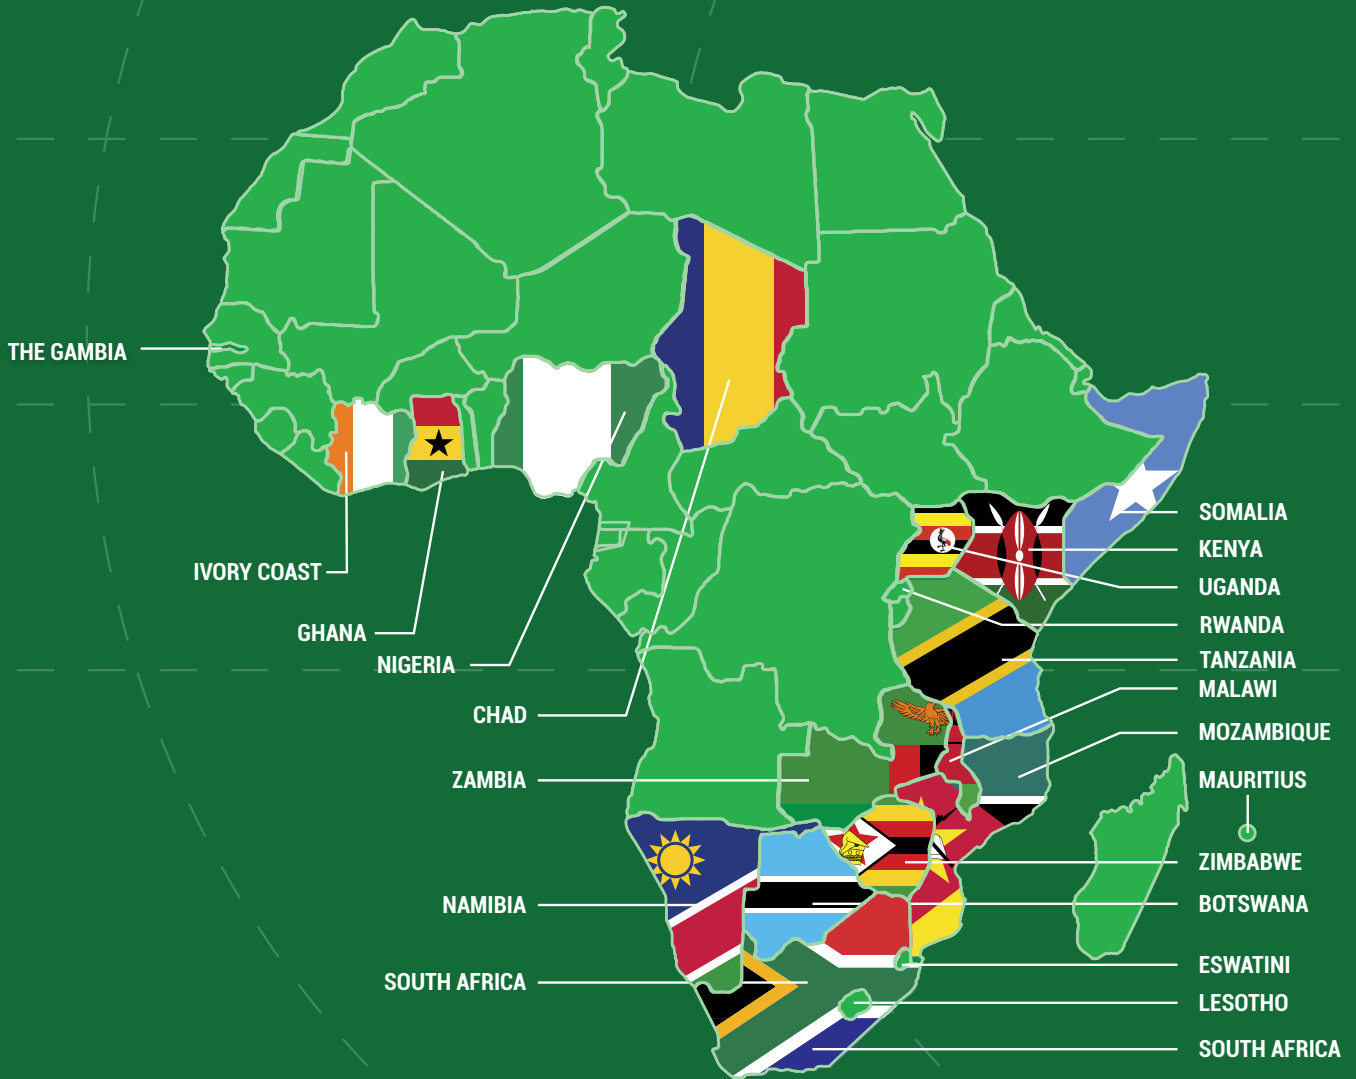 THE GAMBIA
IVORY COAST
GHANA
NIGERIA
CHAD
ZAMBIA
NAMIBIA
SOUTH AFRICA
SOMALIA
KENYA
UGANDA
RWANDA
TANZANIA
MALAWI
MOZAMBIQUE
MAURITIUS
ZIMBABWE
BOTSWANA
ESWATINI
LESOTHO
SOUTH AFRICA